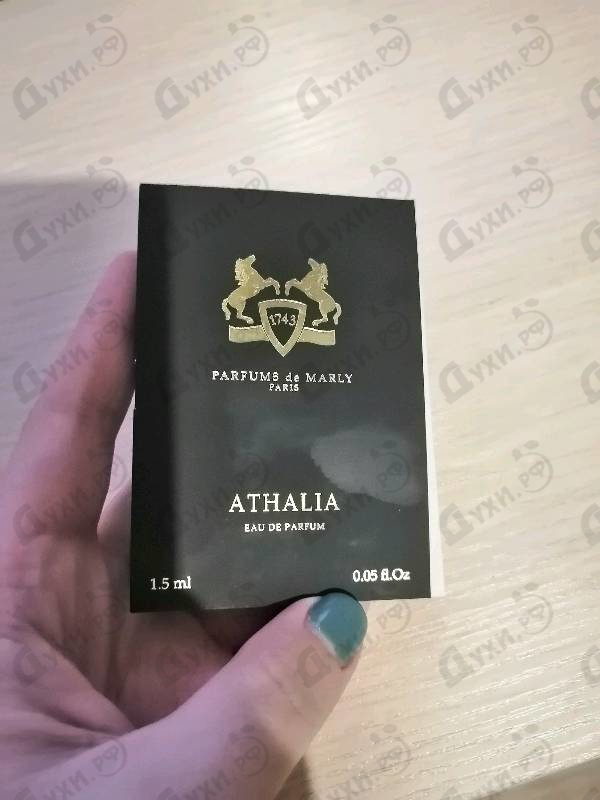 1743
PARFUMS de MARLY
PARIS
ATHALIA
EAU DE PARFUM
1.5 ml 0.05 fl.Oz
Духи.РФ